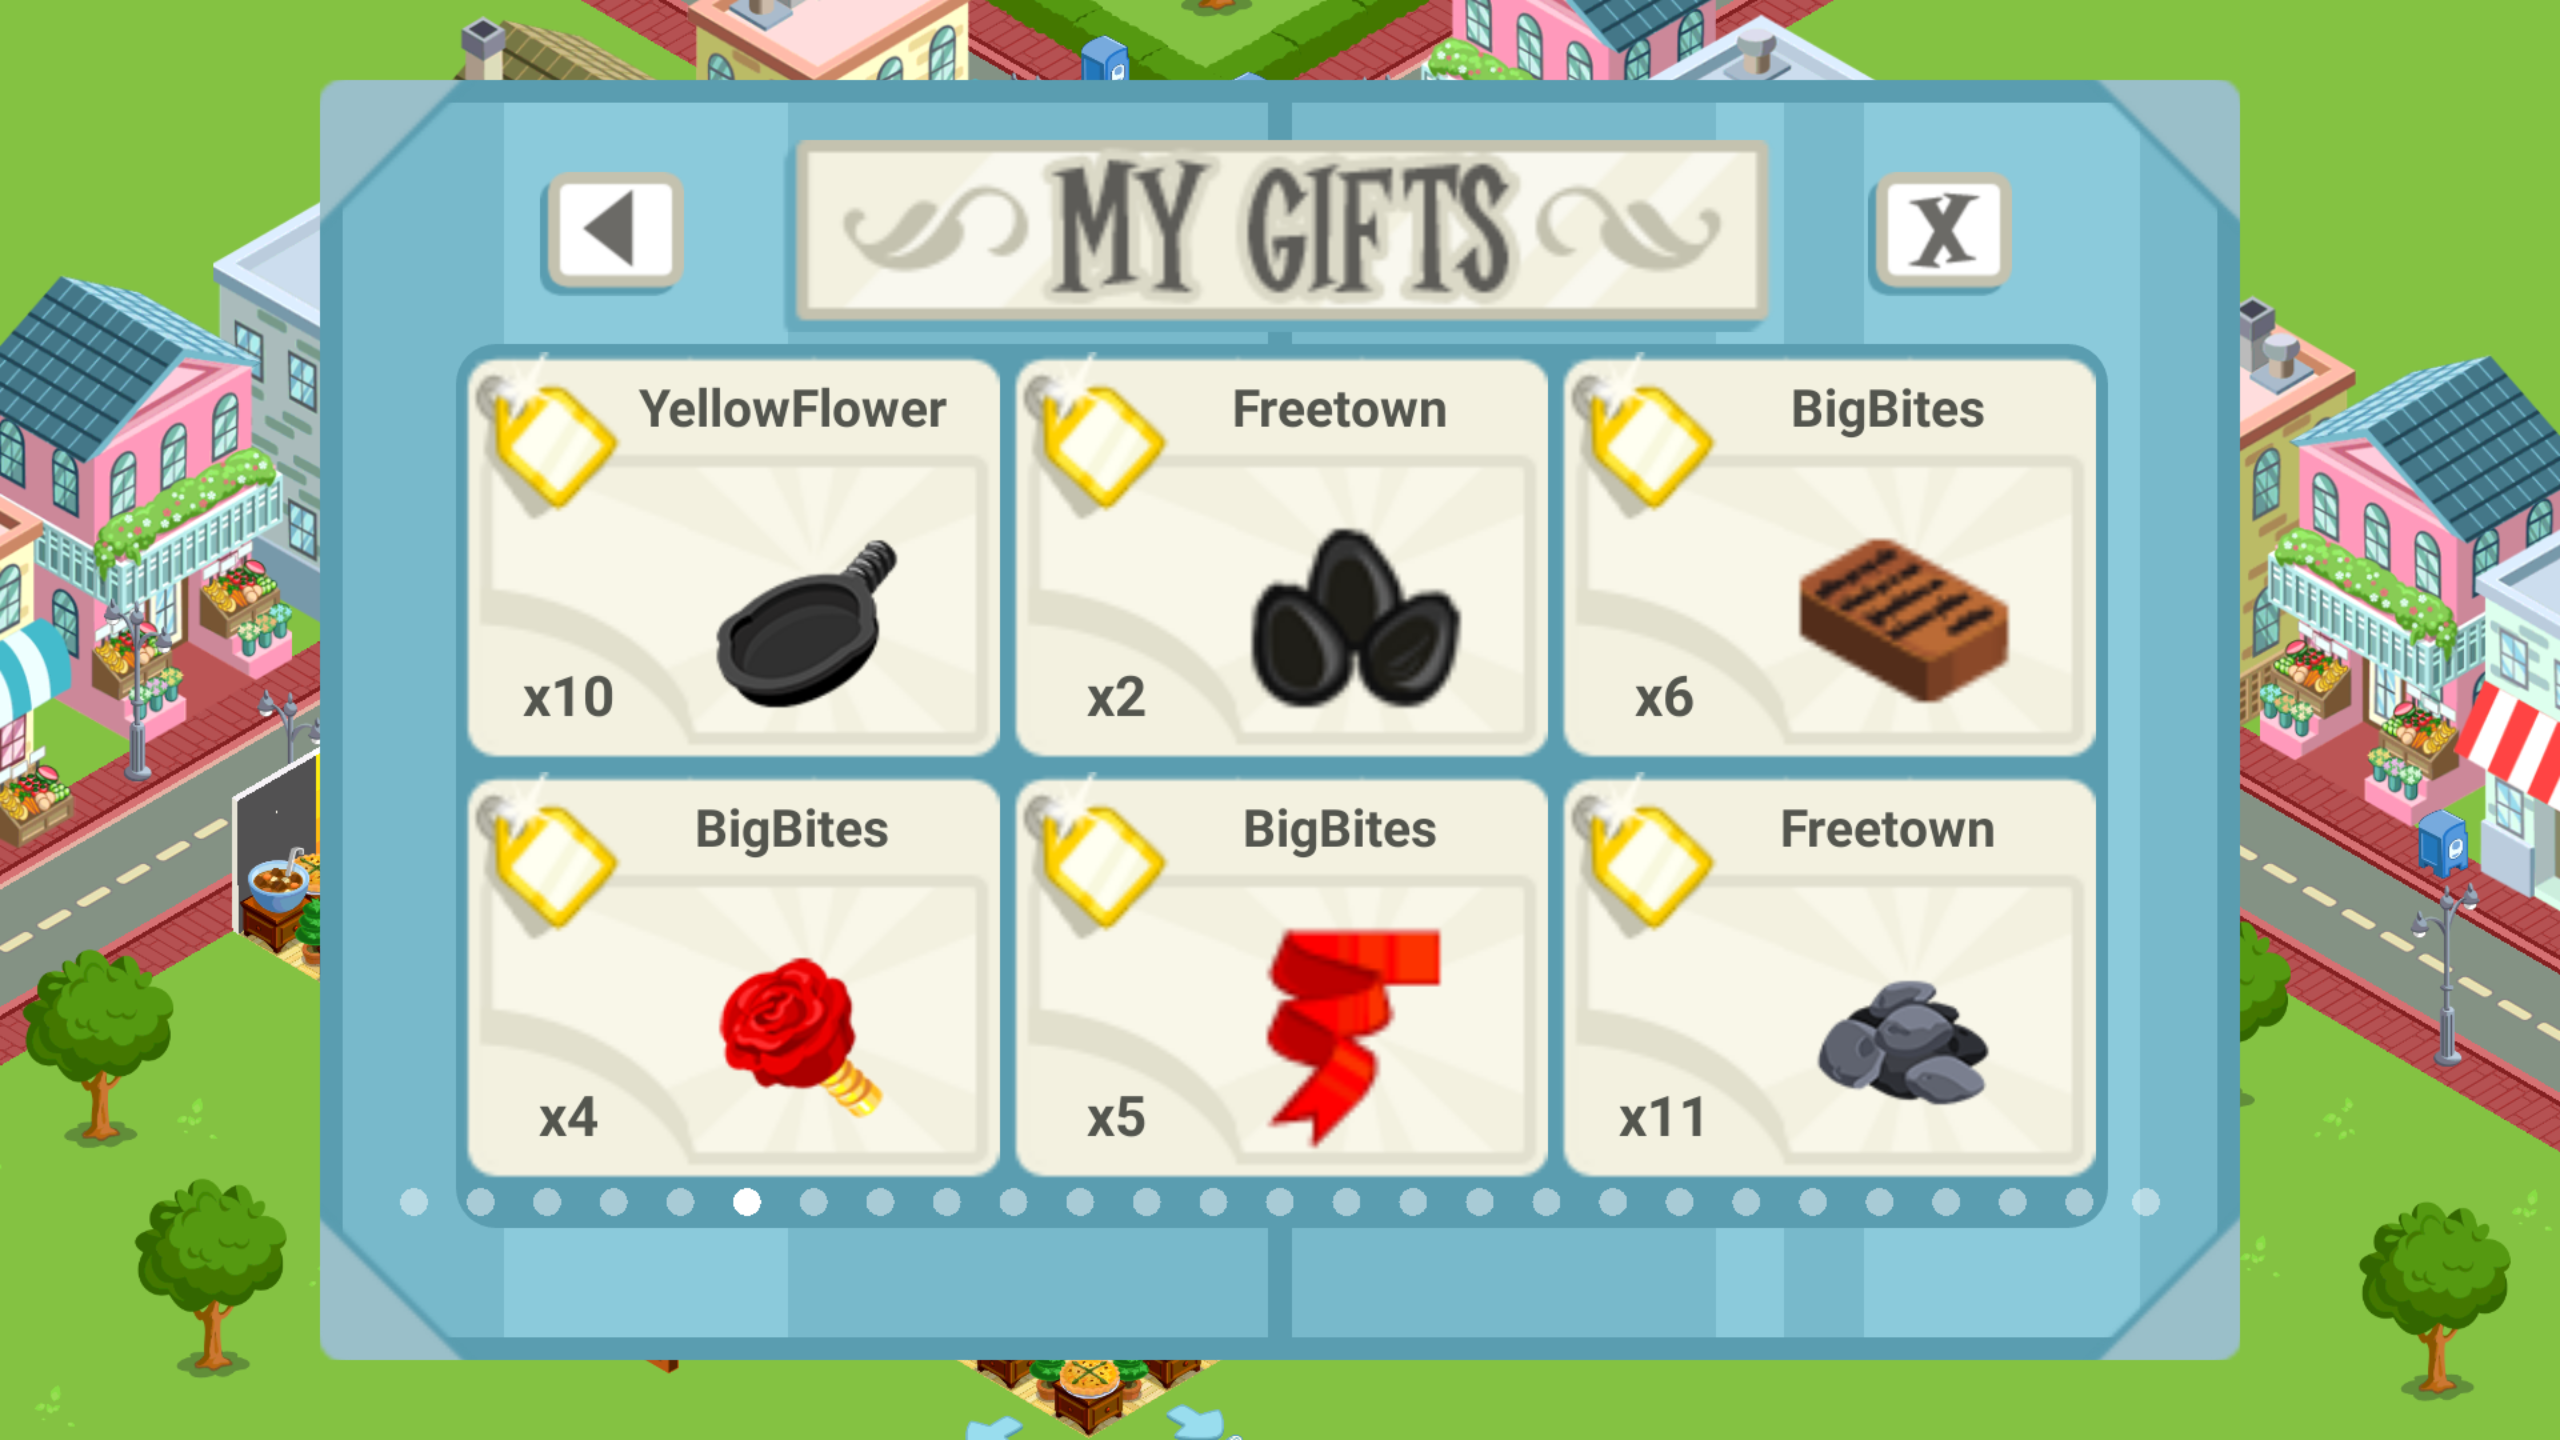 MY GIFTS
X
YellowFlower
x10
Freetown
x2
BigBites
x6
BigBites
x4
BigBites
x5
Freetown
x11